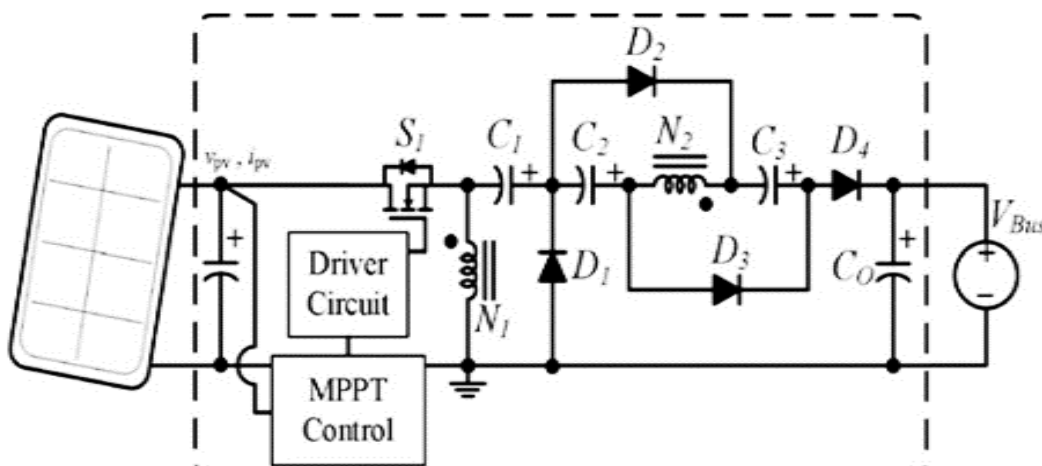 D2
S1
C1
C2
N2
C3
D4
vpv , ipv
+
+
+
+
VBus
+
+
+
−
Driver
Circuit
N1
D1
D3
CO
MPPT
Control